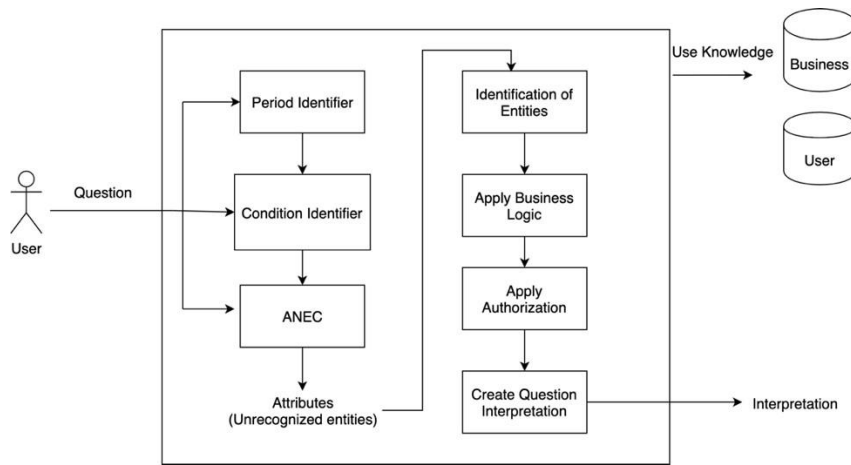 Question
User
Period Identifier
Condition Identifier
ANEC
Attributes
(Unrecognized entities)
Identification of
Entities
Apply Business
Logic
Apply
Authorization
Create Question
Interpretation
Interpretation
Use Knowledge
Business
User